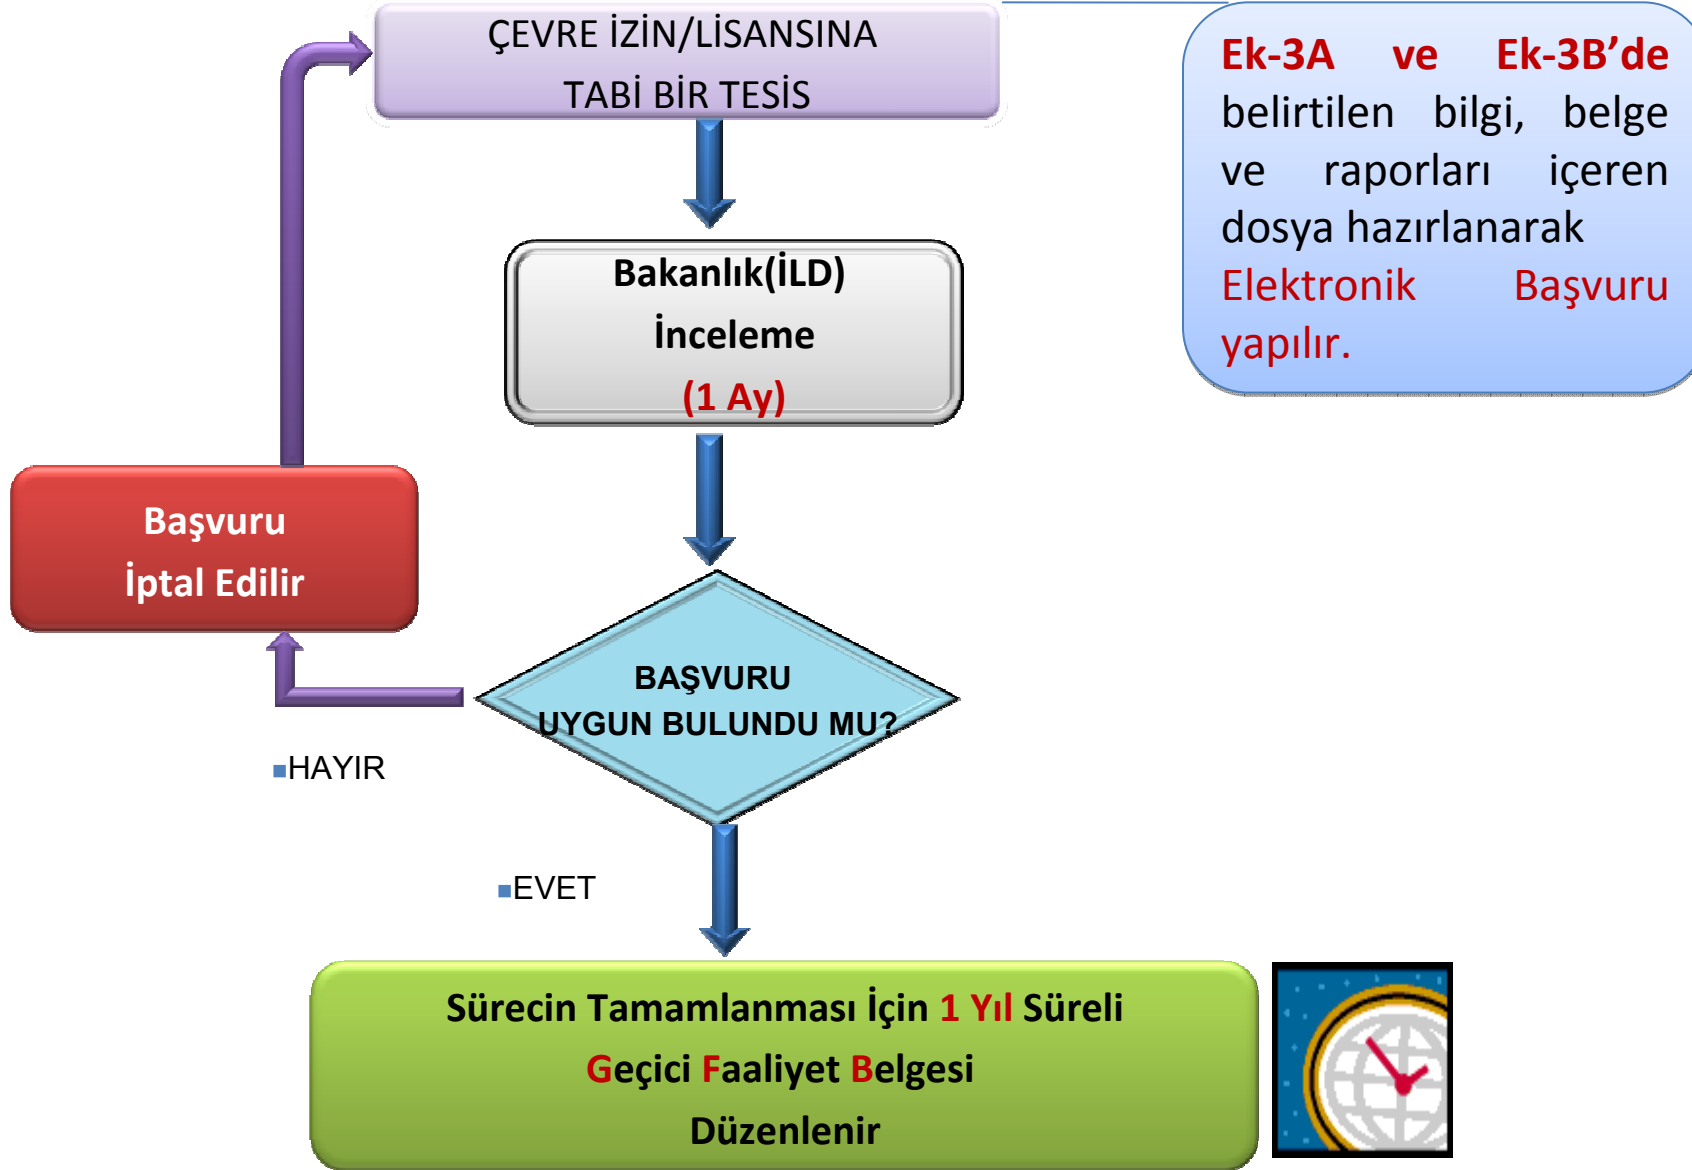 ÇEVRE İZİN/LİSANSINA
TABİ BİR TESİS
Ek-3A ve Ek-3B’de
belirtilen bilgi, belge
ve raporları içeren
dosya hazırlanarak
Elektronik Başvuru
yapılır.
Bakanlık(İLD)
İnceleme
(1 Ay)
Başvuru
İptal Edilir
BAŞVURU
UYGUN BULUNDU MU?
HAYIR
EVET
Sürecin Tamamlanması İçin 1 Yıl Süreli
Geçici Faaliyet Belgesi
Düzenlenir